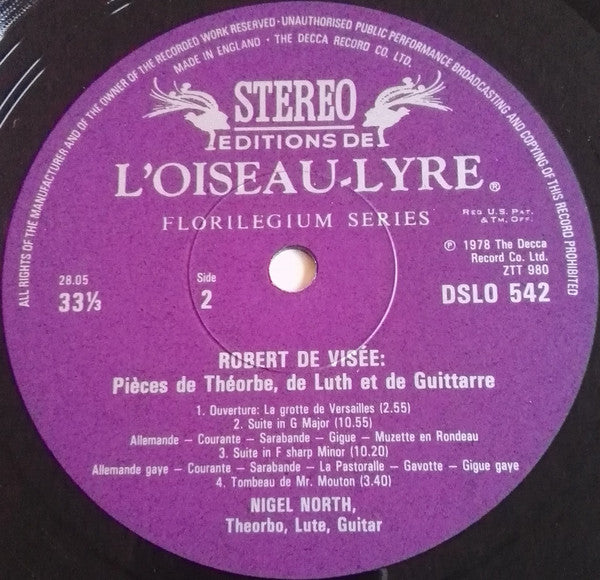 ALL RIGHTS OF THE MANUFACTURER AND OF THE OWNER OF THE RECORDED WORK RESERVED · UNAUTHORISED PUBLIC PERFORMANCE BROADCASTING AND COPYING OF THIS RECORD PROHIBITED
MADE IN ENGLAND · THE DECCA RECORD CO. LTD.
STEREO
EDITIONS DE
L'OISEAU-LYRE®
FLORILEGIUM SERIES
REG U.S. PAT.
& TM. OFF.
℗ 1978 The Decca
Record Co. Ltd.
ZTT 980
28.05
33⅓
Side
2
DSLO 542
ROBERT DE VISÉE:
Pièces de Théorbe, de Luth et de Guittarre
1. Ouverture: La grotte de Versailles (2.55)
2. Suite in G Major (10.55)
Allemande – Courante – Sarabande – Gigue – Muzette en Rondeau
3. Suite in F sharp Minor (10.20)
Allemande gaye – Courante – Sarabande – La Pastoralle – Gavotte – Gigue gaye
4. Tombeau de Mr. Mouton (3.40)
NIGEL NORTH,
Theorbo, Lute, Guitar